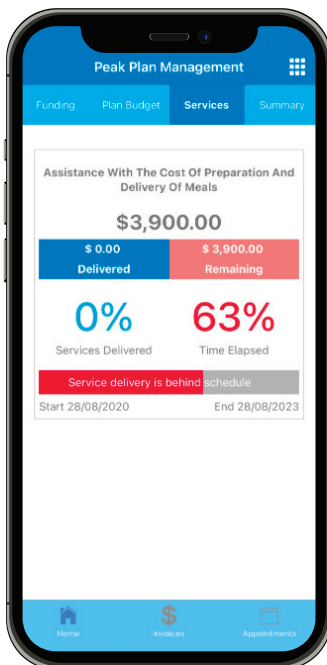 Peak Plan Management
Funding Plan Budget Services Summary
Assistance With The Cost Of Preparation And
Delivery Of Meals
$3,900.00
$ 0.00 $ 3,900.00
Delivered Remaining
0% 63%
Services Delivered Time Elapsed
Service delivery is behind schedule
Start 28/08/2020 End 28/08/2023
Home Invoices Appointments